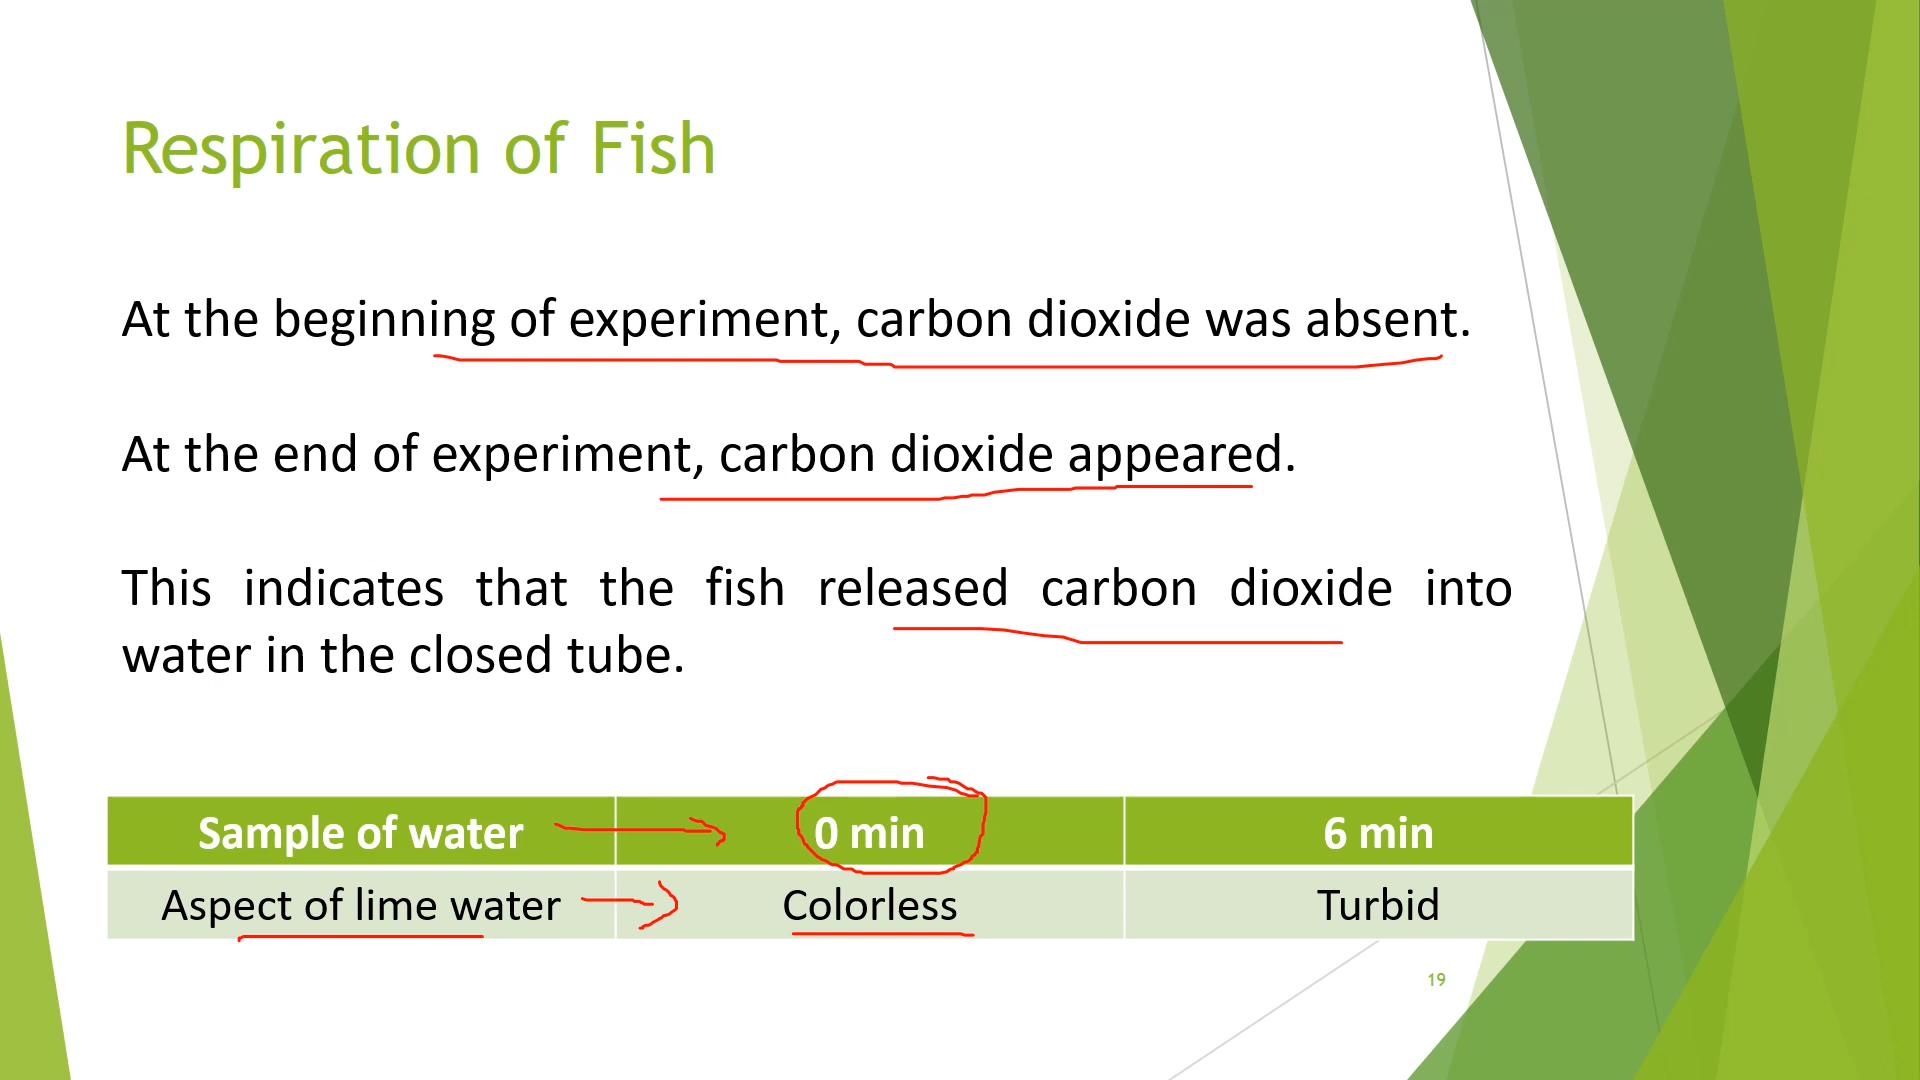 Respiration of Fish
At the beginning of experiment, carbon dioxide was absent.
At the end of experiment, carbon dioxide appeared.
This indicates that the fish released carbon dioxide into
water in the closed tube.
Sample of water 0 min 6 min
Aspect of lime water Colorless Turbid
19